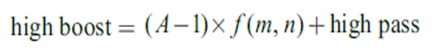 high boost = (A−1)× f(m, n)+high pass